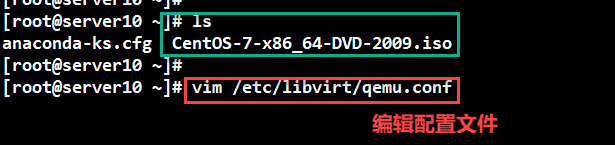 [root@server10 ~]#
[root@server10 ~]# ls
anaconda-ks.cfg  CentOS-7-x86_64-DVD-2009.iso
[root@server10 ~]#
[root@server10 ~]# vim /etc/libvirt/qemu.conf
编辑配置文件